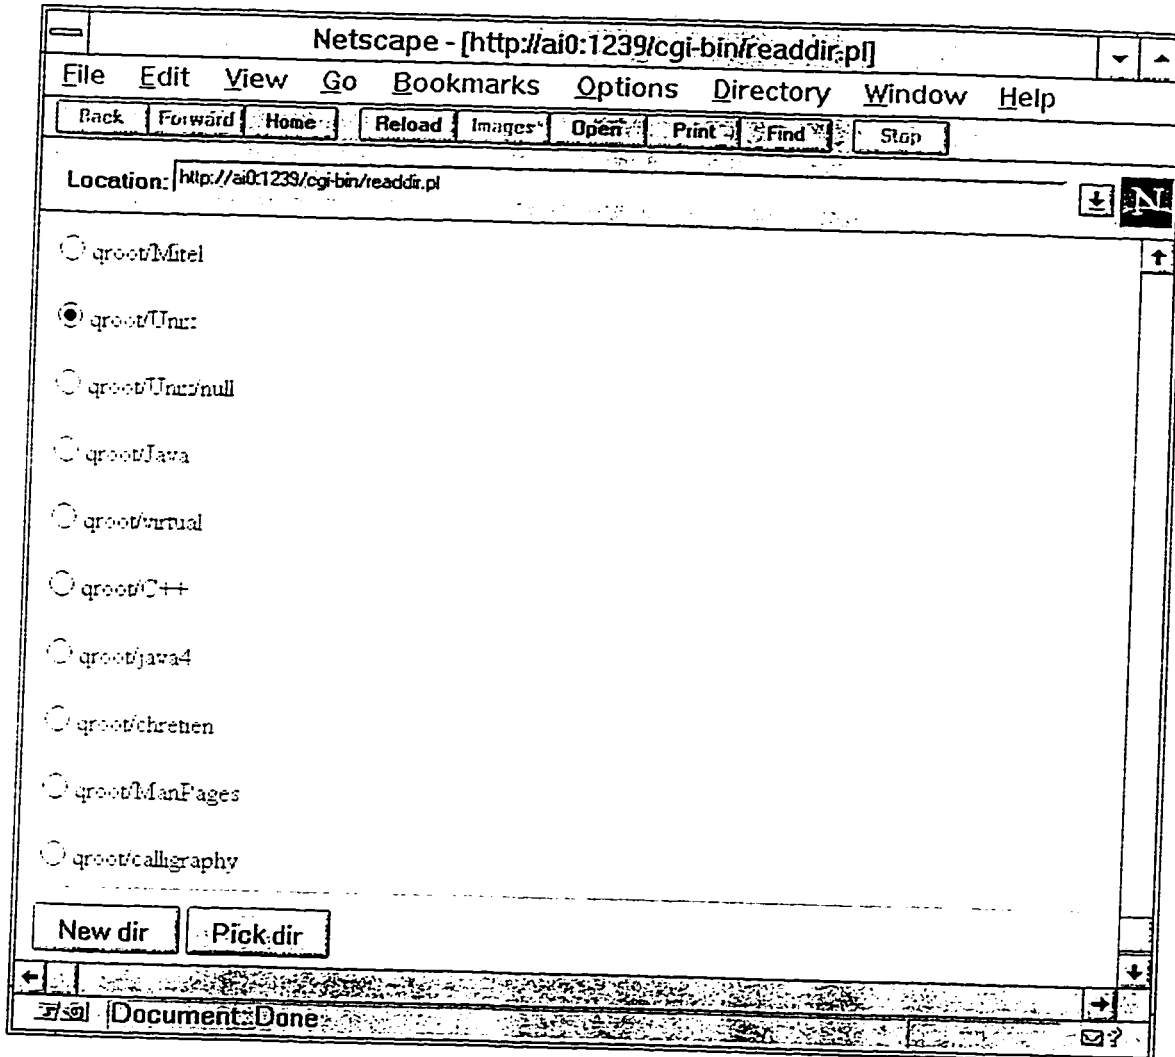 Netscape - [http://ai0:1239/cgi-bin/readdir.pl]
File Edit View Go Bookmarks Options Directory Window Help
Back Forward Home Reload Images Open Print Find Stop
Location: http://ai0:1239/cgi-bin/readdir.pl
N
qroot/Mitel
qroot/Unix
qroot/Unix/null
qroot/Java
qroot/virtual
qroot/C++
qroot/java4
qroot/chretien
qroot/ManPages
qroot/calligraphy
New dir Pick dir
Document: Done
?